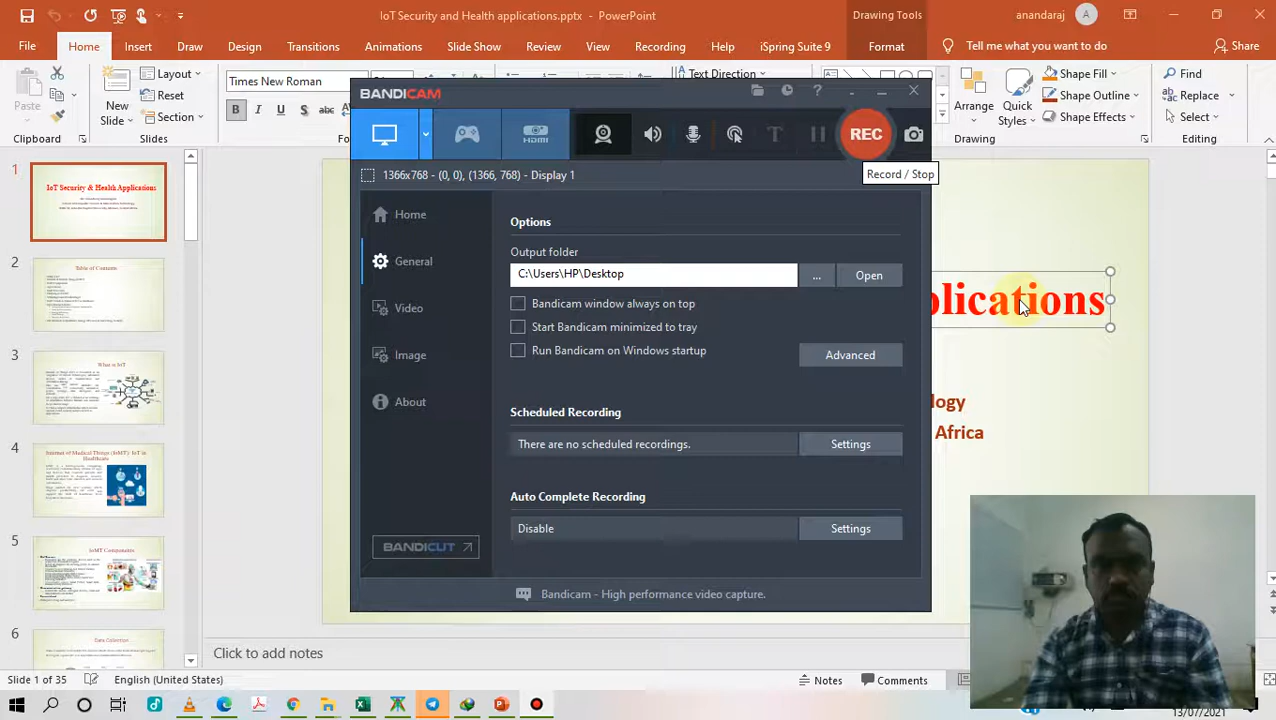 IoT Security and Health applications.pptx - PowerPoint
Drawing Tools
anandaraj
A
File
Home
Insert
Draw
Design
Transitions
Animations
Slide Show
Review
View
Recording
Help
iSpring Suite 9
Format
Tell me what you want to do
Share
Paste
New
Slide
Layout
Reset
Section
Times New Roman
B I U S abc
Text Direction
Arrange
Quick
Styles
Shape Fill
Shape Outline
Shape Effects
Find
Replace
Select
Clipboard
Slides
Drawing
Editing
BANDICAM
?
HDMI
T
REC
Record / Stop
1366x768 - (0, 0), (1366, 768) - Display 1
Home
General
Video
Image
About
BANDICUT
Options
Output folder
C:\Users\HP\Desktop
...
Open
Bandicam window always on top
Start Bandicam minimized to tray
Run Bandicam on Windows startup
Advanced
Scheduled Recording
There are no scheduled recordings.
Settings
Auto Complete Recording
Disable
Settings
Bandicam - High performance video capture.
plications
logy
Africa
1
IoT Security & Health Applications
2
Table of Contents
3
What is IoT
4
Internet of Medical Things (IoMT): IoT in
Healthcare
5
IoMT Components
6
Data Collection
Click to add notes
Slide 1 of 35
English (United States)
Notes
Comments
13/07/2021